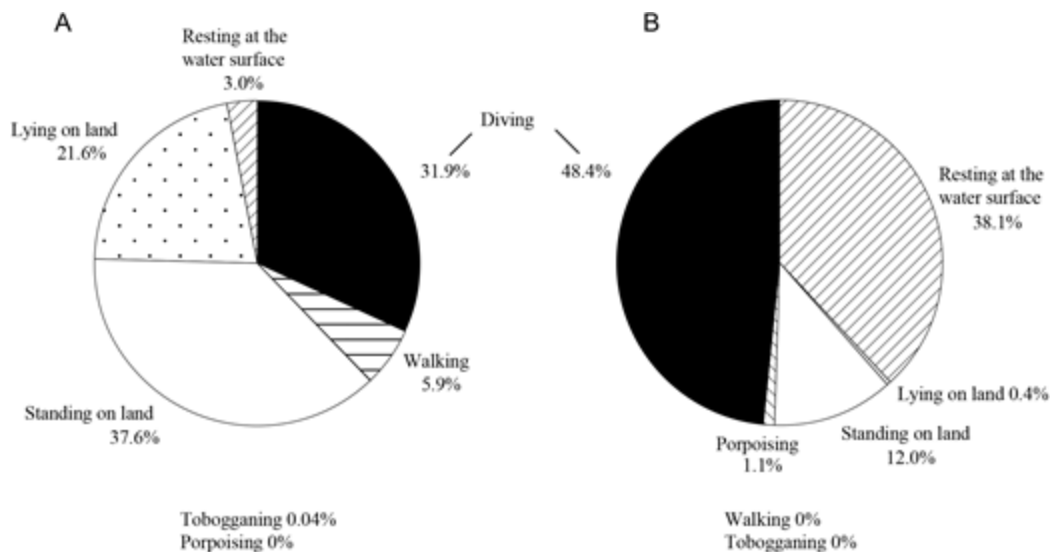 A
Resting at the
water surface
3.0%
Lying on land
21.6%
Diving
31.9%
48.4%
Walking
5.9%
Standing on land
37.6%
Tobogganing 0.04%
Porpoising 0%
B
Resting at the
water surface
38.1%
Lying on land 0.4%
Standing on land
12.0%
Porpoising
1.1%
Walking 0%
Tobogganing 0%